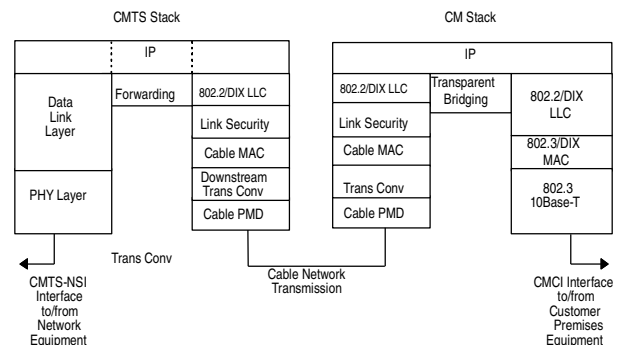 CMTS Stack
CM Stack
IP
IP
Data
Link
Layer
Forwarding
802.2/DIX LLC
Link Security
Cable MAC
Downstream
Trans Conv
Cable PMD
PHY Layer
802.2/DIX LLC
Link Security
Cable MAC
Trans Conv
Cable PMD
Transparent
Bridging
802.2/DIX
LLC
802.3/DIX
MAC
802.3
10Base-T
Trans Conv
CMTS-NSI
Interface
to/from
Network
Equipment
Cable Network
Transmission
CMCI Interface
to/from
Customer
Premises
Equipment